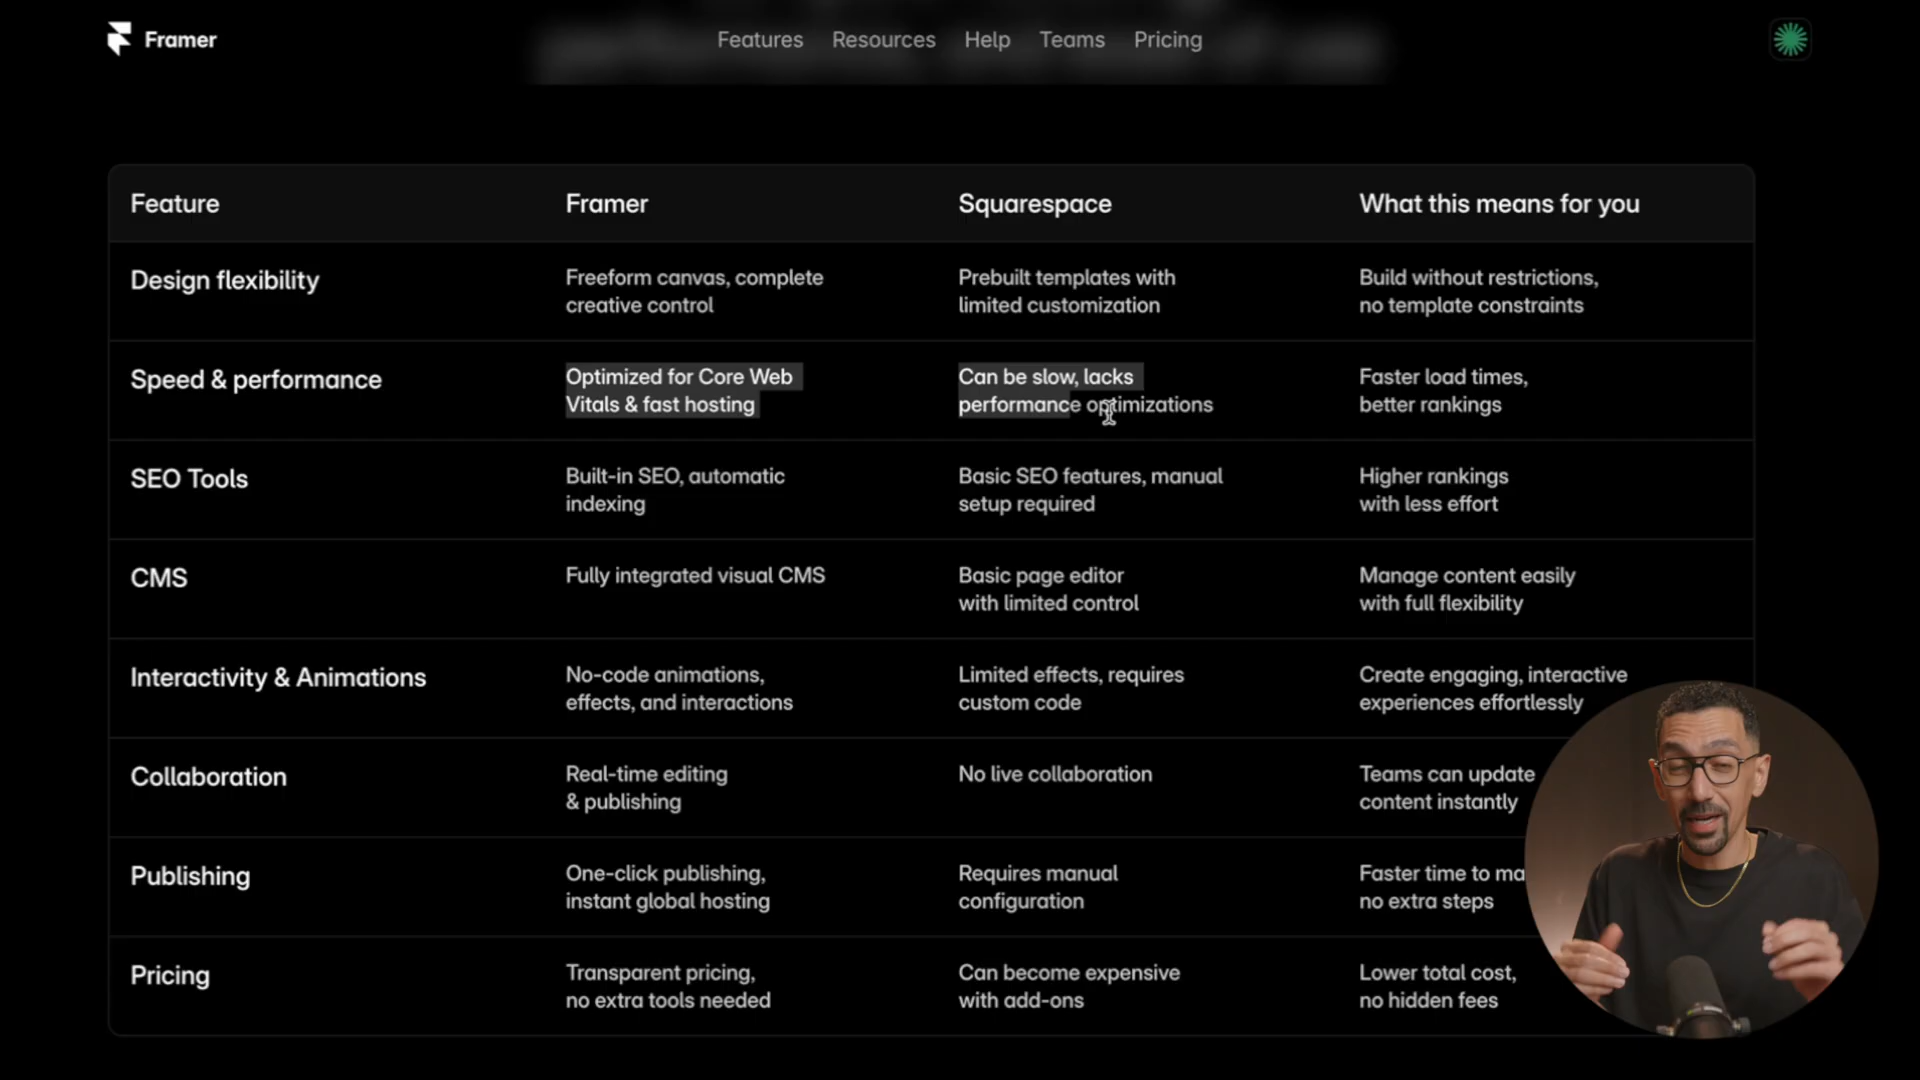 Framer
Features Resources Help Teams Pricing
Feature Framer Squarespace What this means for you
Design flexibility
Freeform canvas, complete
creative control
Prebuilt templates with
limited customization
Build without restrictions,
no template constraints
Speed & performance
Optimized for Core Web
Vitals & fast hosting
Can be slow, lacks
performance optimizations
Faster load times,
better rankings
SEO Tools
Built-in SEO, automatic
indexing
Basic SEO features, manual
setup required
Higher rankings
with less effort
CMS
Fully integrated visual CMS
Basic page editor
with limited control
Manage content easily
with full flexibility
Interactivity & Animations
No-code animations,
effects, and interactions
Limited effects, requires
custom code
Create engaging, interactive
experiences effortlessly
Collaboration
Real-time editing
& publishing
No live collaboration
Teams can update
content instantly
Publishing
One-click publishing,
instant global hosting
Requires manual
configuration
Faster time to ma
no extra steps
Pricing
Transparent pricing,
no extra tools needed
Can become expensive
with add-ons
Lower total cost,
no hidden fees